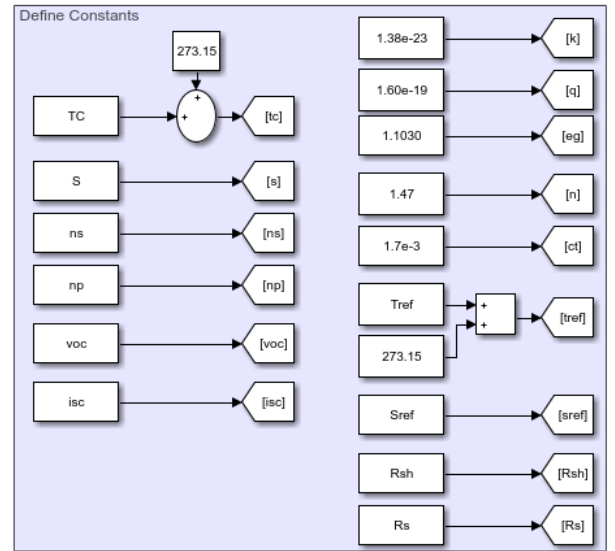 Define Constants
273.15
+
+
TC
[tc]
S
[s]
ns
[ns]
np
[np]
voc
[voc]
isc
[isc]
1.38e-23
[k]
1.60e-19
[q]
1.1030
[eg]
1.47
[n]
1.7e-3
[ct]
Tref
+
+
[tref]
273.15
Sref
[sref]
Rsh
[Rsh]
Rs
[Rs]